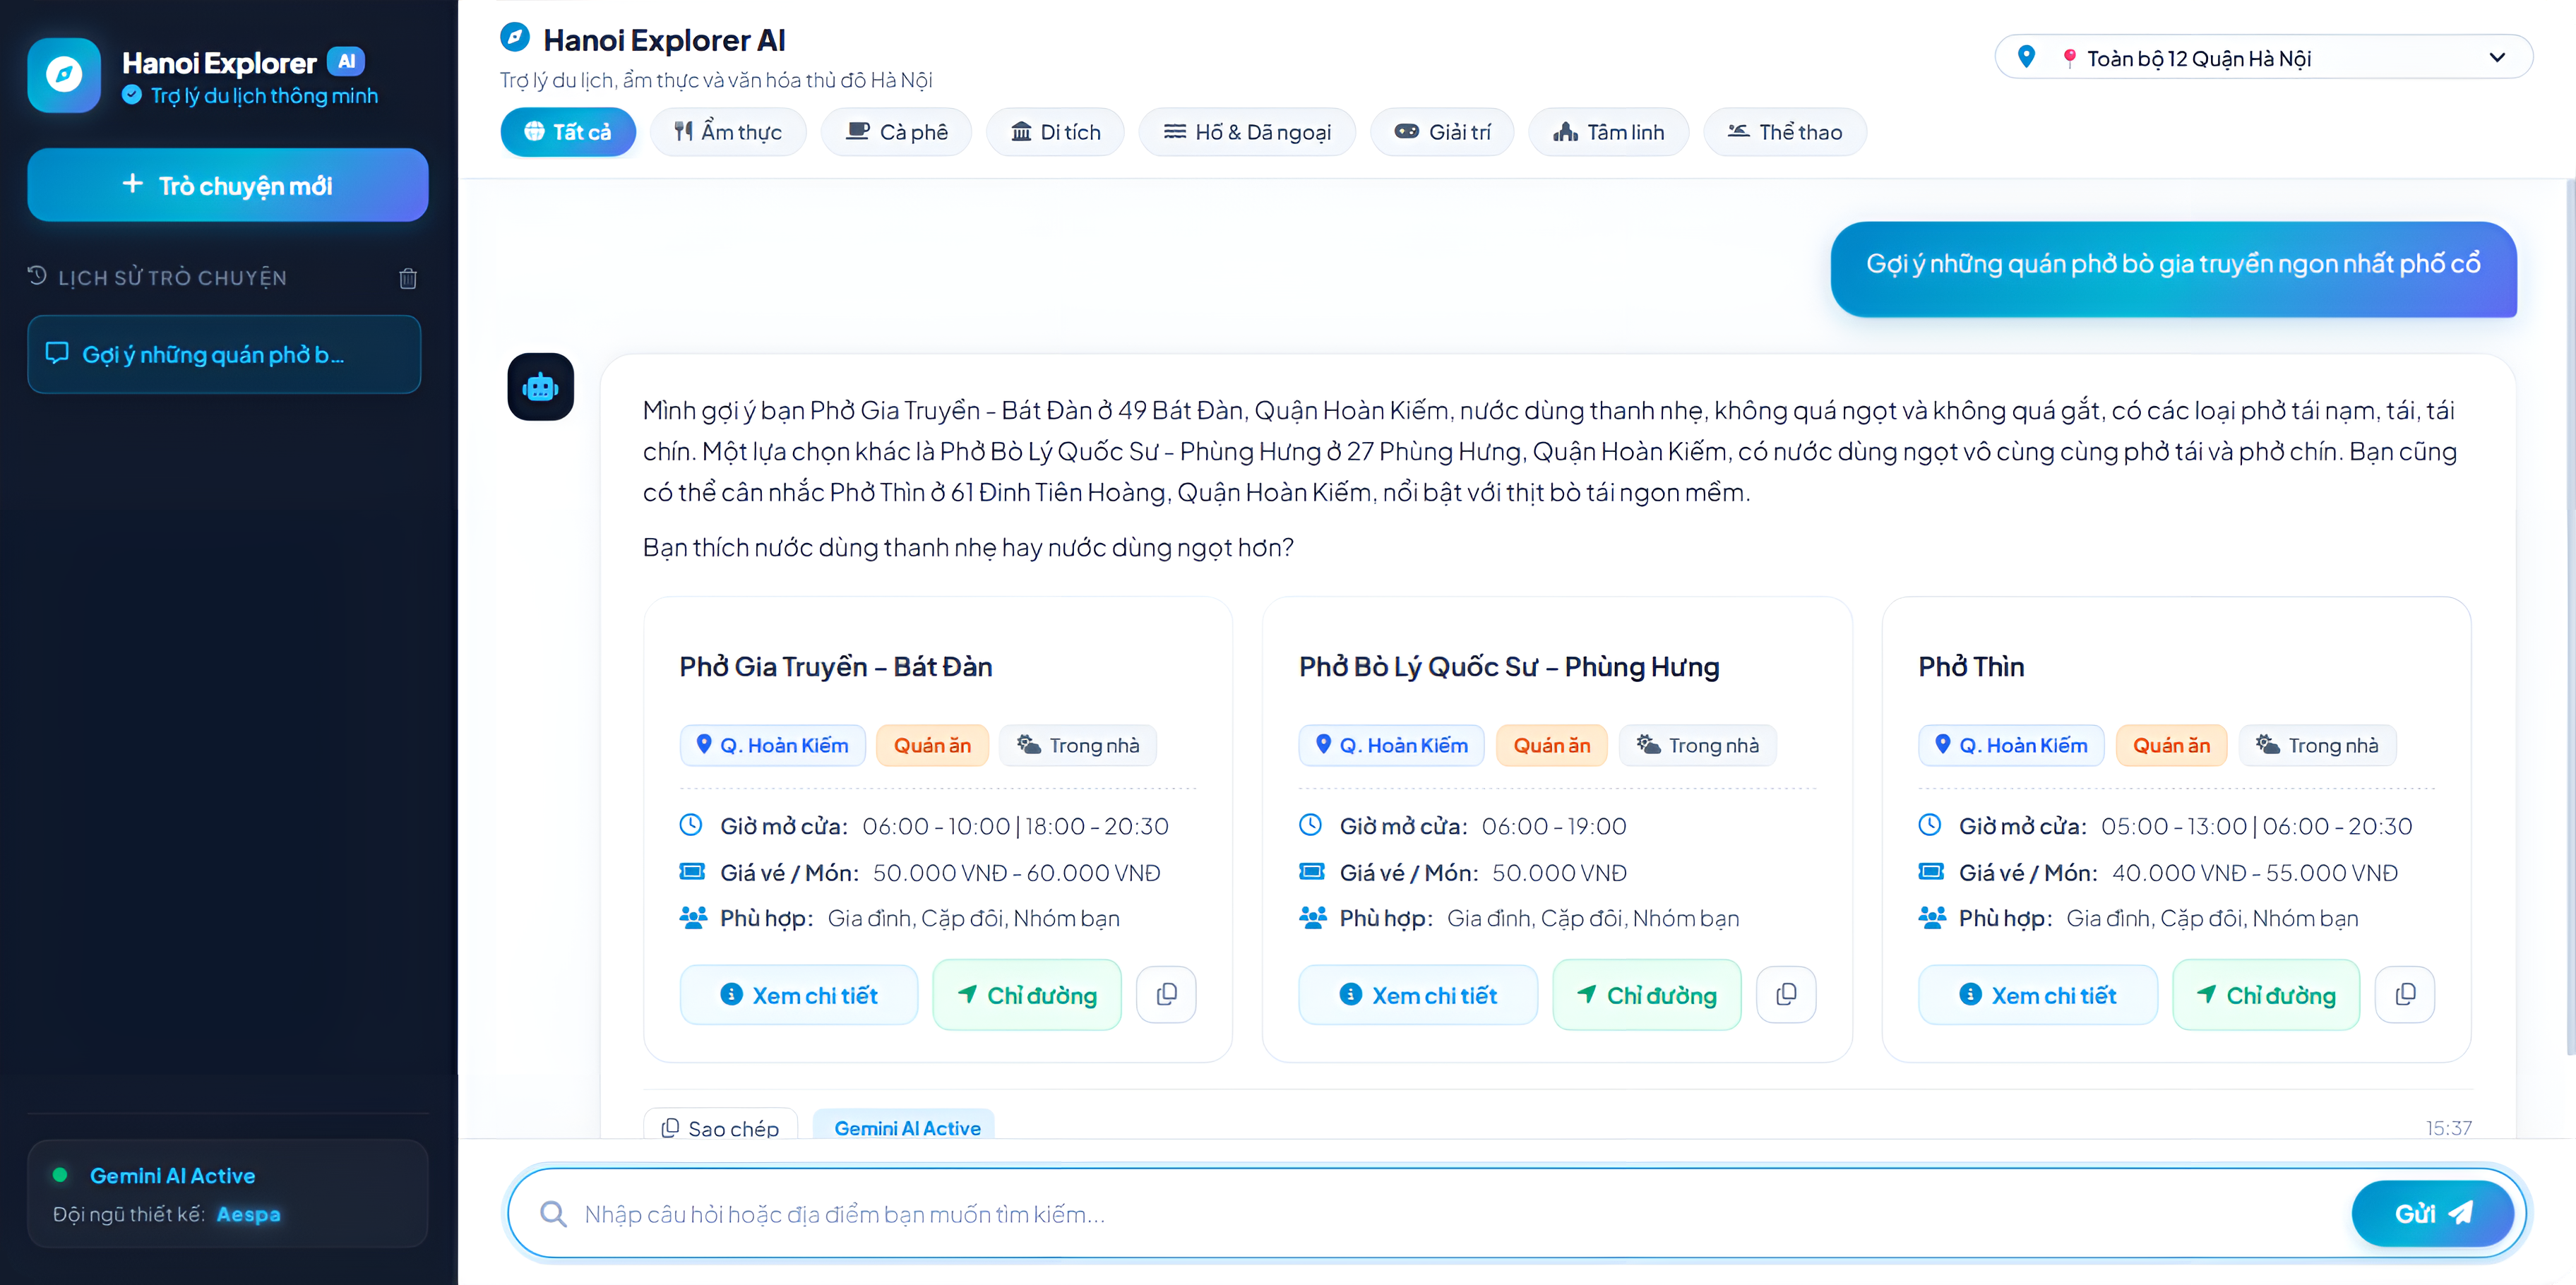 Hanoi Explorer AI
Trợ lý du lịch thông minh
Trò chuyện mới
LỊCH SỬ TRÒ CHUYỆN
Gợi ý những quán phở b...
Gemini AI Active
Đội ngũ thiết kế: Aespa
Hanoi Explorer AI
Trợ lý du lịch, ẩm thực và văn hóa thủ đô Hà Nội
Toàn bộ 12 Quận Hà Nội
Tất cả
Ẩm thực
Cà phê
Di tích
Hồ & Dã ngoại
Giải trí
Tâm linh
Thể thao
Gợi ý những quán phở bò gia truyền ngon nhất phố cổ
Mình gợi ý bạn Phở Gia Truyền - Bát Đàn ở 49 Bát Đàn, Quận Hoàn Kiếm, nước dùng thanh nhẹ, không quá ngọt và không quá gắt, có các loại phở tái nạm, tái, tái
chín. Một lựa chọn khác là Phở Bò Lý Quốc Sư - Phùng Hưng ở 27 Phùng Hưng, Quận Hoàn Kiếm, có nước dùng ngọt vô cùng cùng phở tái và phở chín. Bạn cũng
có thể cân nhắc Phở Thìn ở 61 Đinh Tiên Hoàng, Quận Hoàn Kiếm, nổi bật với thịt bò tái ngon mềm.
Bạn thích nước dùng thanh nhẹ hay nước dùng ngọt hơn?
Phở Gia Truyền – Bát Đàn
Q. Hoàn Kiếm
Quán ăn
Trong nhà
Giờ mở cửa: 06:00 - 10:00 | 18:00 - 20:30
Giá vé / Món: 50.000 VNĐ - 60.000 VNĐ
Phù hợp: Gia đình, Cặp đôi, Nhóm bạn
Xem chi tiết
Chỉ đường
Phở Bò Lý Quốc Sư – Phùng Hưng
Q. Hoàn Kiếm
Quán ăn
Trong nhà
Giờ mở cửa: 06:00 - 19:00
Giá vé / Món: 50.000 VNĐ
Phù hợp: Gia đình, Cặp đôi, Nhóm bạn
Xem chi tiết
Chỉ đường
Phở Thìn
Q. Hoàn Kiếm
Quán ăn
Trong nhà
Giờ mở cửa: 05:00 - 13:00 | 06:00 - 20:30
Giá vé / Món: 40.000 VNĐ - 55.000 VNĐ
Phù hợp: Gia đình, Cặp đôi, Nhóm bạn
Xem chi tiết
Chỉ đường
Sao chép
Gemini AI Active
15:37
Nhập câu hỏi hoặc địa điểm bạn muốn tìm kiếm...
Gửi